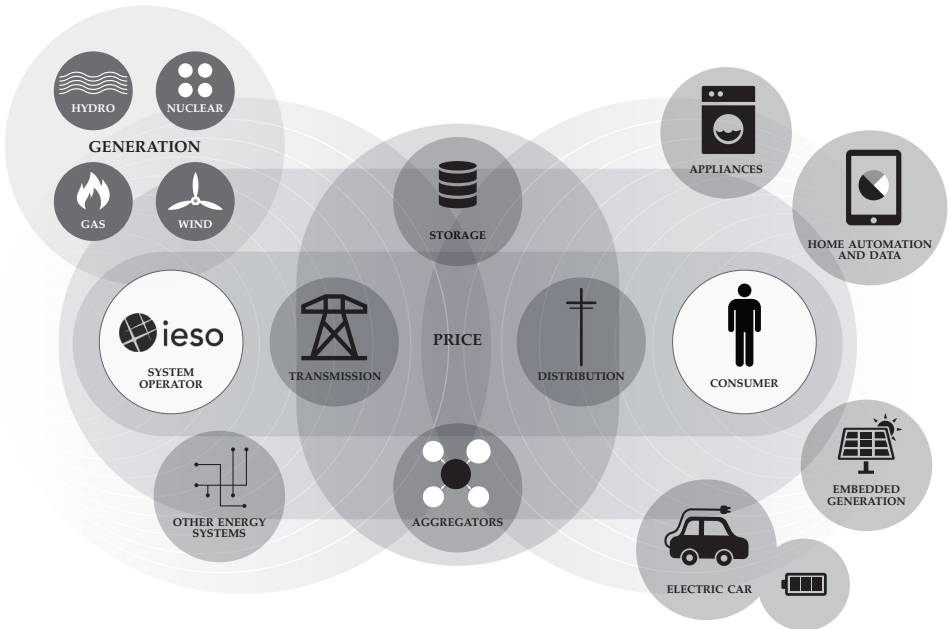 HYDRO
NUCLEAR
GENERATION
GAS
WIND
STORAGE
APPLIANCES
HOME AUTOMATION
AND DATA
ieso
SYSTEM
OPERATOR
TRANSMISSION
PRICE
DISTRIBUTION
CONSUMER
OTHER ENERGY
SYSTEMS
AGGREGATORS
EMBEDDED
GENERATION
ELECTRIC CAR